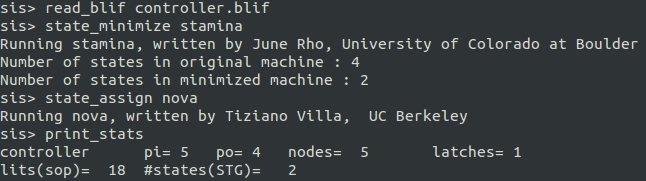 sis> read_blif controller.blif
sis> state_minimize stamina
Running stamina, written by June Rho, University of Colorado at Boulder
Number of states in original machine : 4
Number of states in minimized machine : 2
sis> state_assign nova
Running nova, written by Tiziano Villa,  UC Berkeley
sis> print_stats
controller      pi= 5   po= 4   nodes=  5       latches= 1
lits(sop)=  18  #states(STG)=   2